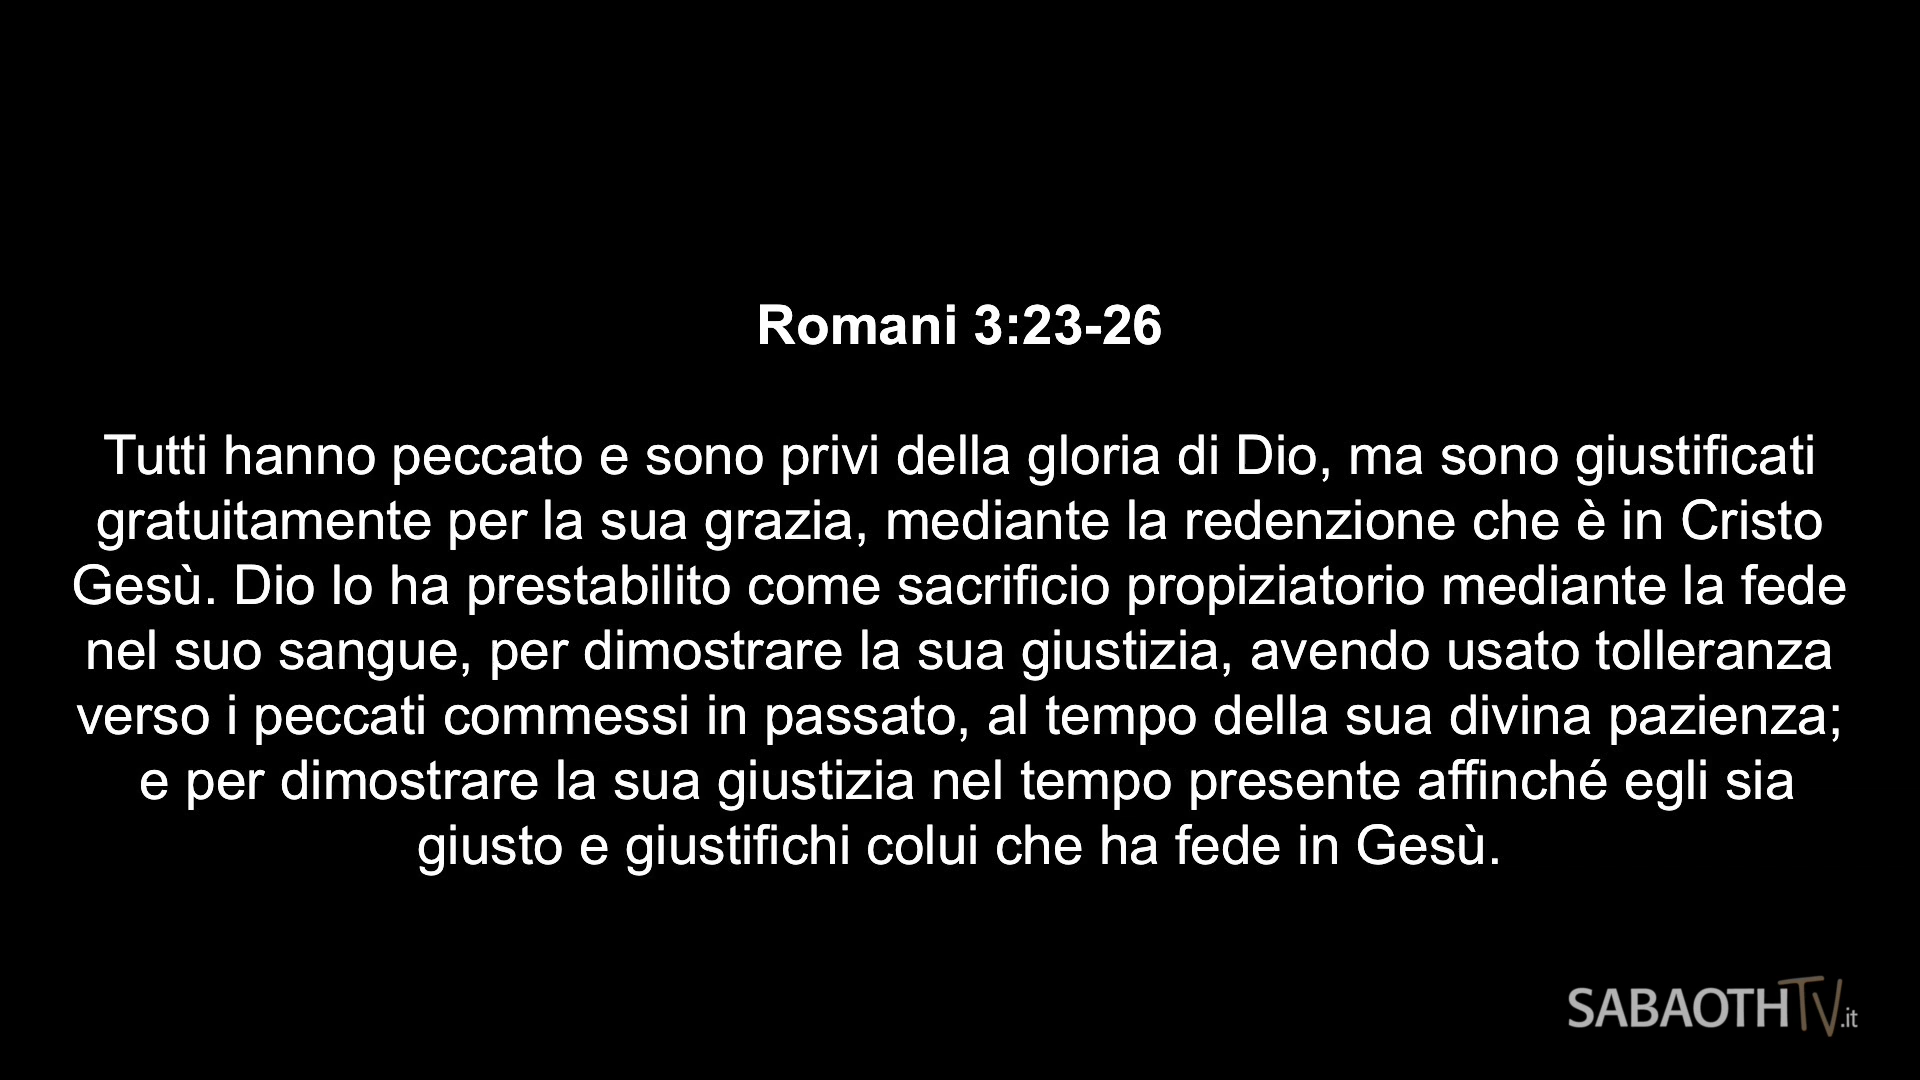 Romani 3:23-26
Tutti hanno peccato e sono privi della gloria di Dio, ma sono giustificati
gratuitamente per la sua grazia, mediante la redenzione che è in Cristo
Gesù. Dio lo ha prestabilito come sacrificio propiziatorio mediante la fede
nel suo sangue, per dimostrare la sua giustizia, avendo usato tolleranza
verso i peccati commessi in passato, al tempo della sua divina pazienza;
e per dimostrare la sua giustizia nel tempo presente affinché egli sia
giusto e giustifichi colui che ha fede in Gesù.
SABAOTHTV.it